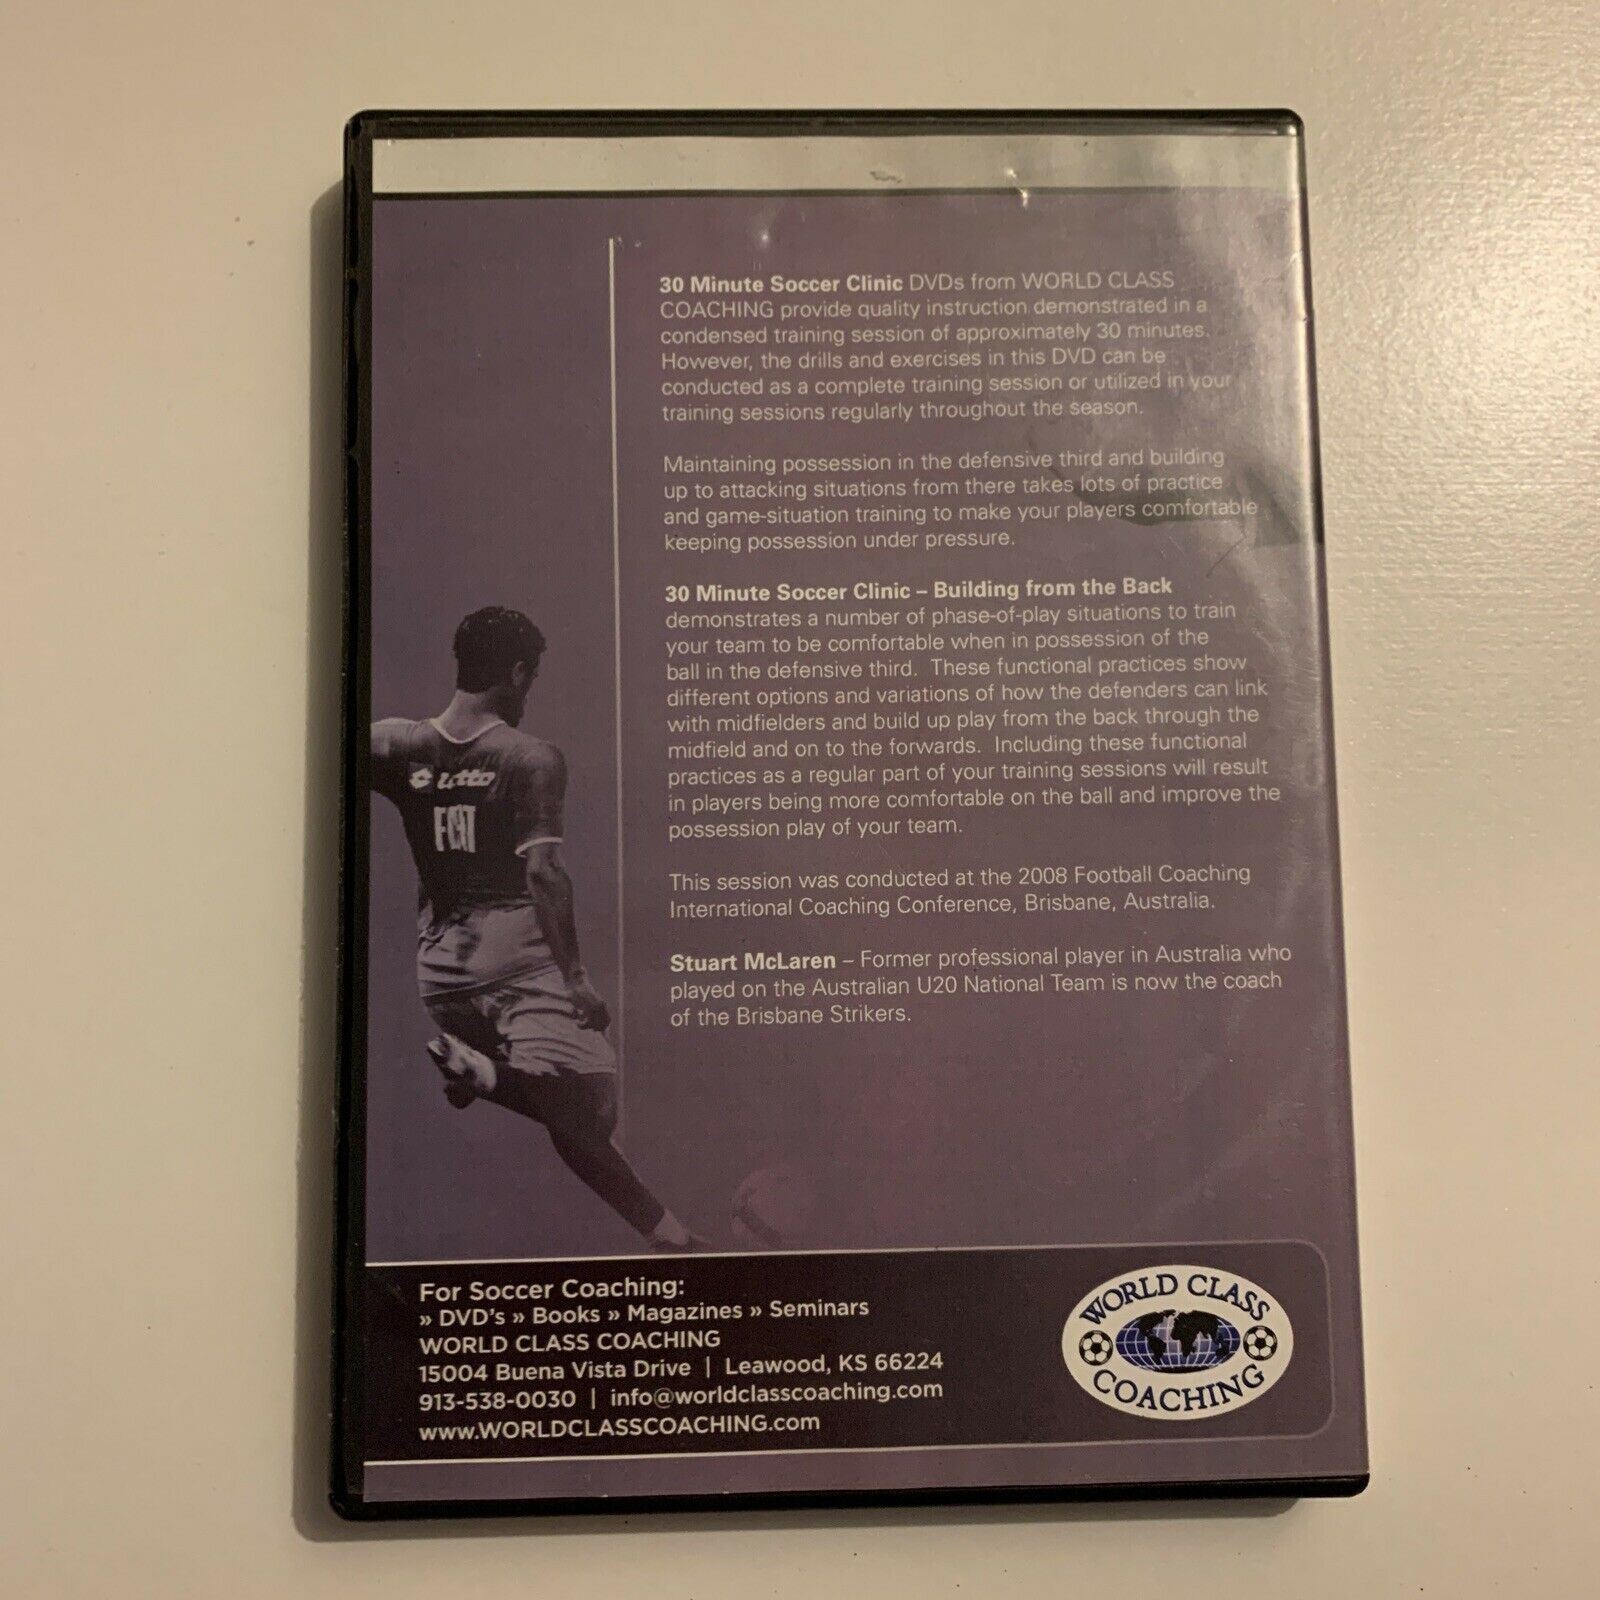 30 Minute Soccer Clinic DVDs from WORLD CLASS
COACHING provide quality instruction demonstrated in a
condensed training session of approximately 30 minutes.
However, the drills and exercises in this DVD can be
conducted as a complete training session or utilized in your
training sessions regularly throughout the season.
Maintaining possession in the defensive third and building
up to attacking situations from there takes lots of practice
and game-situation training to make your players comfortable
keeping possession under pressure.
30 Minute Soccer Clinic – Building from the Back
demonstrates a number of phase-of-play situations to train
your team to be comfortable when in possession of the
ball in the defensive third. These functional practices show
different options and variations of how the defenders can link
with midfielders and build up play from the back through the
midfield and on to the forwards. Including these functional
practices as a regular part of your training sessions will result
in players being more comfortable on the ball and improve the
possession play of your team.
This session was conducted at the 2008 Football Coaching
International Coaching Conference, Brisbane, Australia.
Stuart McLaren – Former professional player in Australia who
played on the Australian U20 National Team is now the coach
of the Brisbane Strikers.
lotto
FIAT
For Soccer Coaching:
» DVD's » Books » Magazines » Seminars
WORLD CLASS COACHING
15004 Buena Vista Drive | Leawood, KS 66224
913-538-0030 | info@worldclasscoaching.com
www.WORLDCLASSCOACHING.com
WORLD CLASS
COACHING